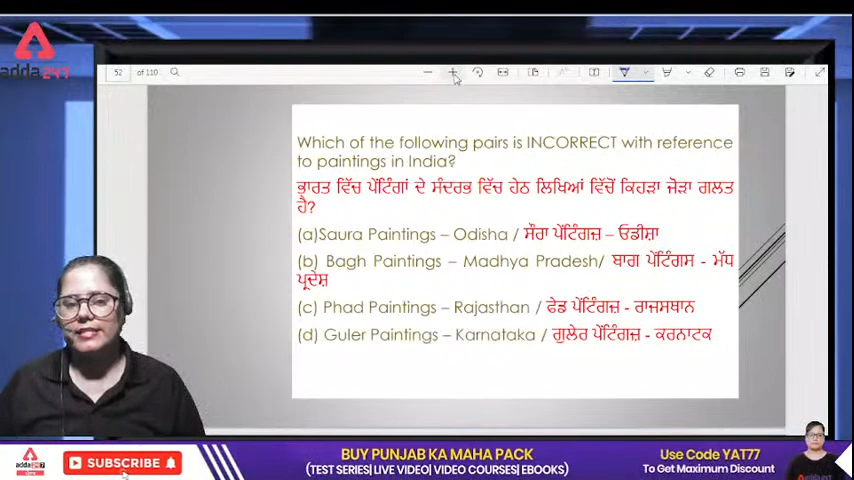 adda247
52 of 110
Which of the following pairs is INCORRECT with reference
to paintings in India?
ਭਾਰਤ ਵਿੱਚ ਪੇਂਟਿੰਗਾਂ ਦੇ ਸੰਦਰਭ ਵਿੱਚ ਹੇਠ ਲਿਖਿਆਂ ਵਿੱਚੋਂ ਕਿਹੜਾ ਜੋੜਾ ਗਲਤ
ਹੈ?
(a)Saura Paintings – Odisha / ਸੌਰਾ ਪੇਂਟਿੰਗਜ਼ – ਓਡੀਸ਼ਾ
(b) Bagh Paintings – Madhya Pradesh/ ਬਾਗ ਪੇਂਟਿੰਗਸ - ਮੱਧ
ਪ੍ਰਦੇਸ਼
(c) Phad Paintings – Rajasthan / ਫੇਡ ਪੇਂਟਿੰਗਜ਼ - ਰਾਜਸਥਾਨ
(d) Guler Paintings – Karnataka / ਗੁਲੇਰ ਪੇਂਟਿੰਗਜ਼ - ਕਰਨਾਟਕ
adda247
SUBSCRIBE
BUY PUNJAB KA MAHA PACK
(TEST SERIES| LIVE VIDEO| VIDEO COURSES| EBOOKS)
Use Code YAT77
To Get Maximum Discount